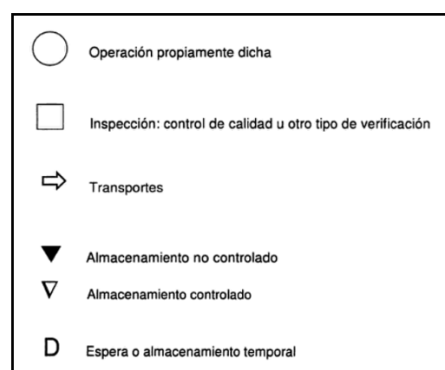 Operación propiamente dicha
Inspección: control de calidad u otro tipo de verificación
Transportes
Almacenamiento no controlado
Almacenamiento controlado
D Espera o almacenamiento temporal